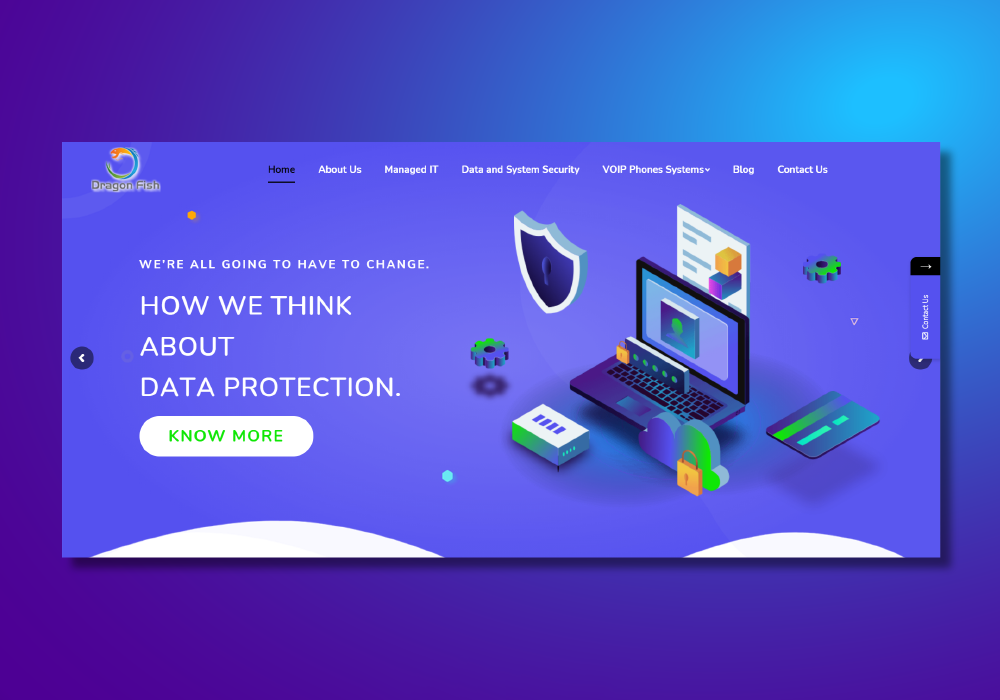 Dragon Fish
Home About Us Managed IT Data and System Security VOIP Phones Systems Blog Contact Us
WE'RE ALL GOING TO HAVE TO CHANGE.
HOW WE THINK
ABOUT
DATA PROTECTION.
KNOW MORE
Contact Us